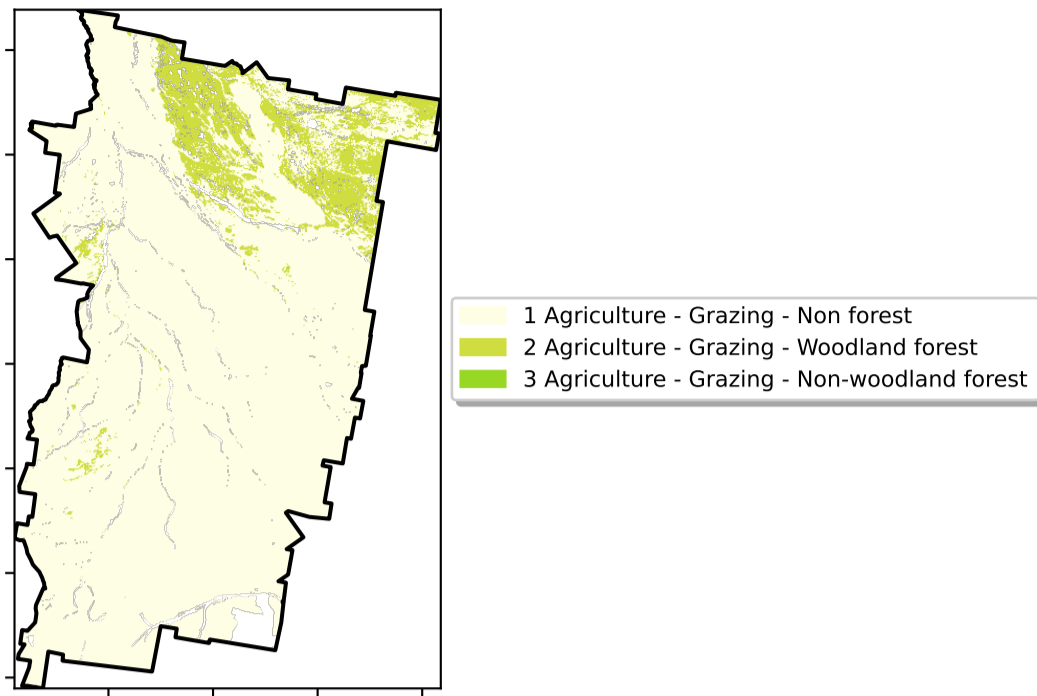 1 Agriculture - Grazing - Non forest
2 Agriculture - Grazing - Woodland forest
3 Agriculture - Grazing - Non-woodland forest